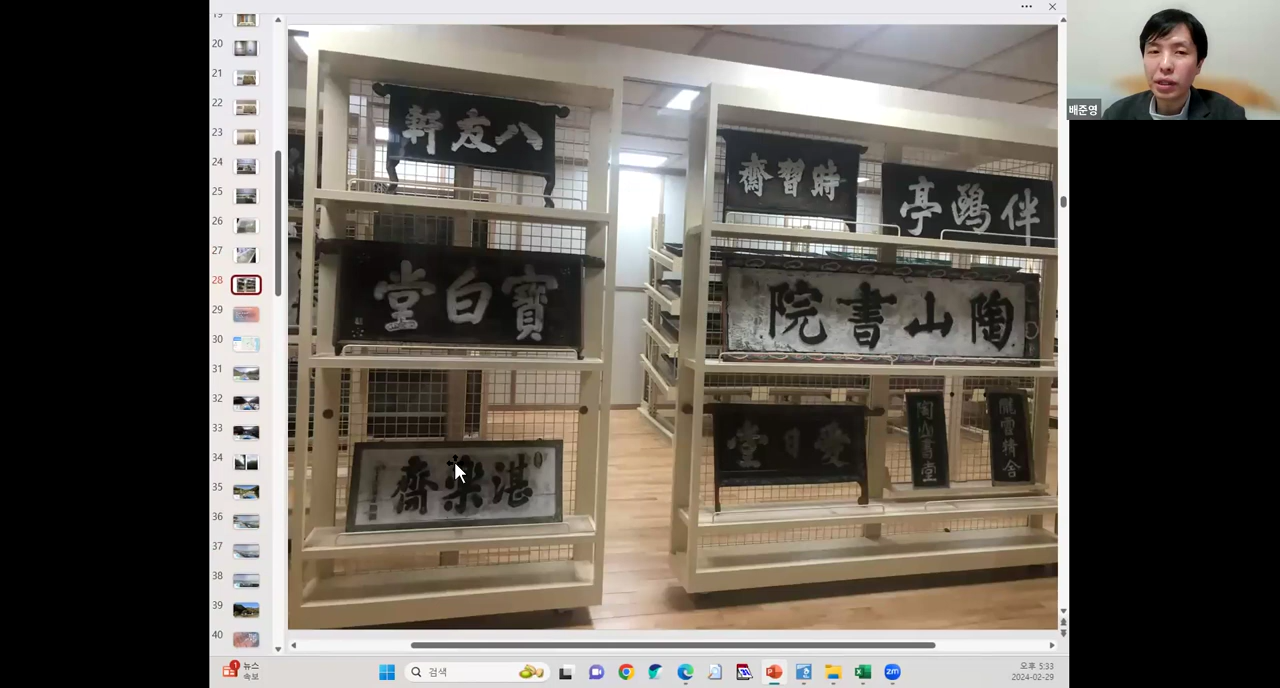 19
20
21
22
23
24
25
26
27
28
29
30
31
32
33
34
35
36
37
38
39
40
八友軒
寶白堂
湛樂齋
時習齋
伴鷗亭
陶山書院
愛日堂
陶山書堂
隴雲精舍
배준영
1
뉴스
속보
검색
zm
오후 5:33
2024-02-29